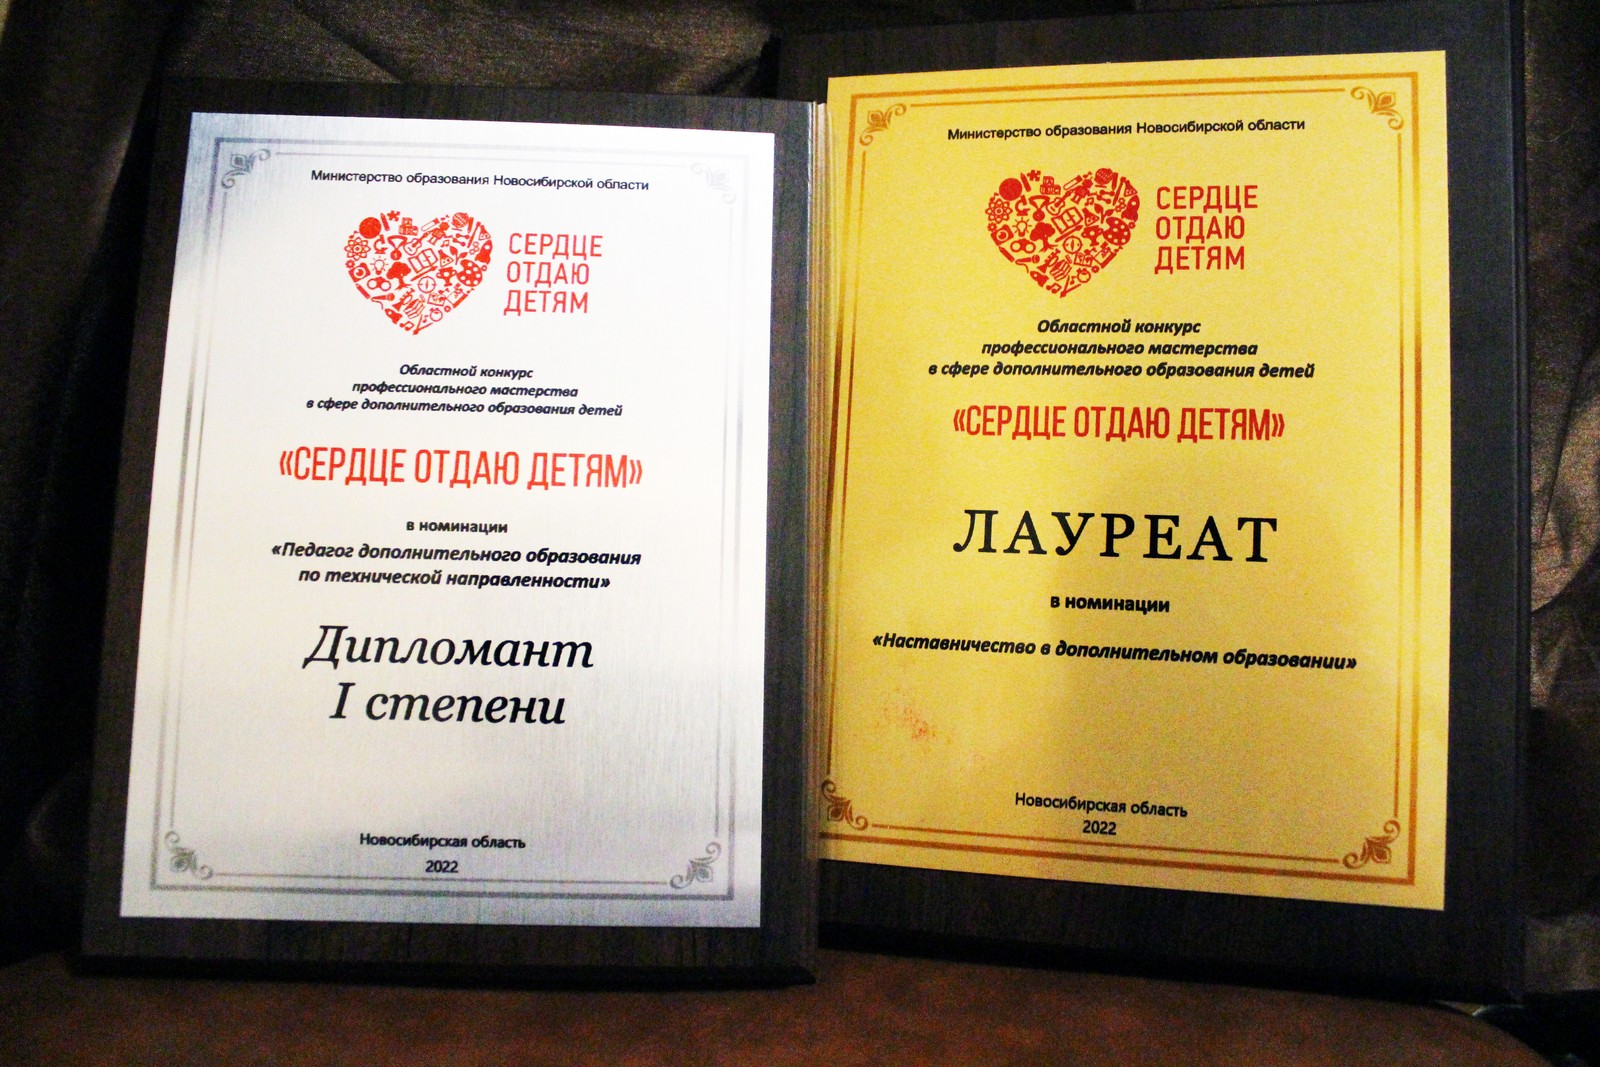 Министерство образования Новосибирской области
СЕРДЦЕ
ОТДАЮ
ДЕТЯМ
Областной конкурс
профессионального мастерства
в сфере дополнительного образования детей
«СЕРДЦЕ ОТДАЮ ДЕТЯМ»
в номинации
«Педагог дополнительного образования
по технической направленности»
Дипломант
I степени
Новосибирская область
2022
Министерство образования Новосибирской области
СЕРДЦЕ
ОТДАЮ
ДЕТЯМ
Областной конкурс
профессионального мастерства
в сфере дополнительного образования детей
«СЕРДЦЕ ОТДАЮ ДЕТЯМ»
ЛАУРЕАТ
в номинации
«Наставничество в дополнительном образовании»
Новосибирская область
2022